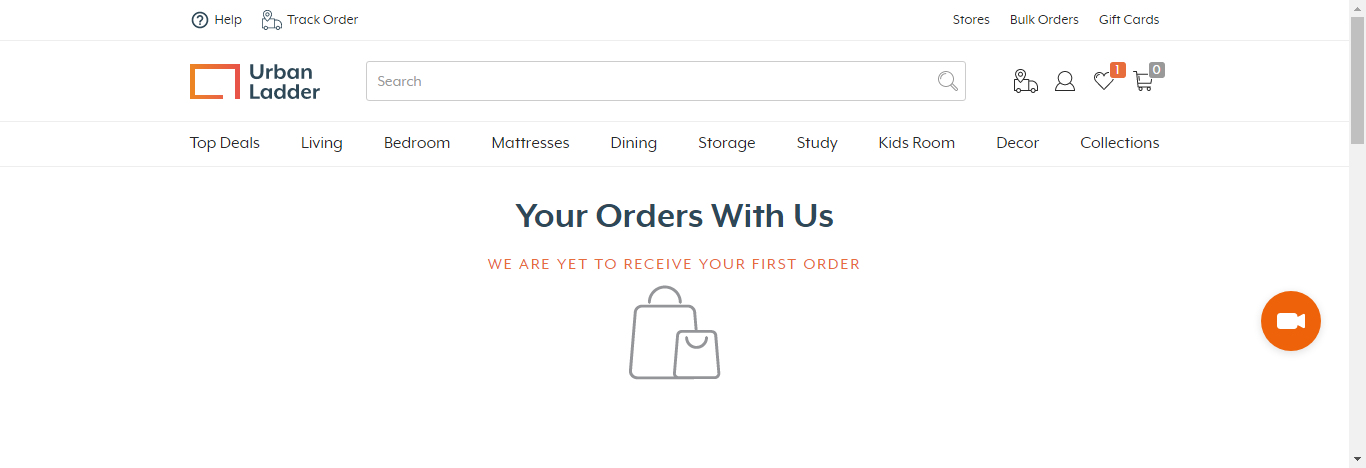 Help Track Order Stores Bulk Orders Gift Cards
Urban
Ladder
Search
1 0
Top Deals Living Bedroom Mattresses Dining Storage Study Kids Room Decor Collections
Your Orders With Us
WE ARE YET TO RECEIVE YOUR FIRST ORDER